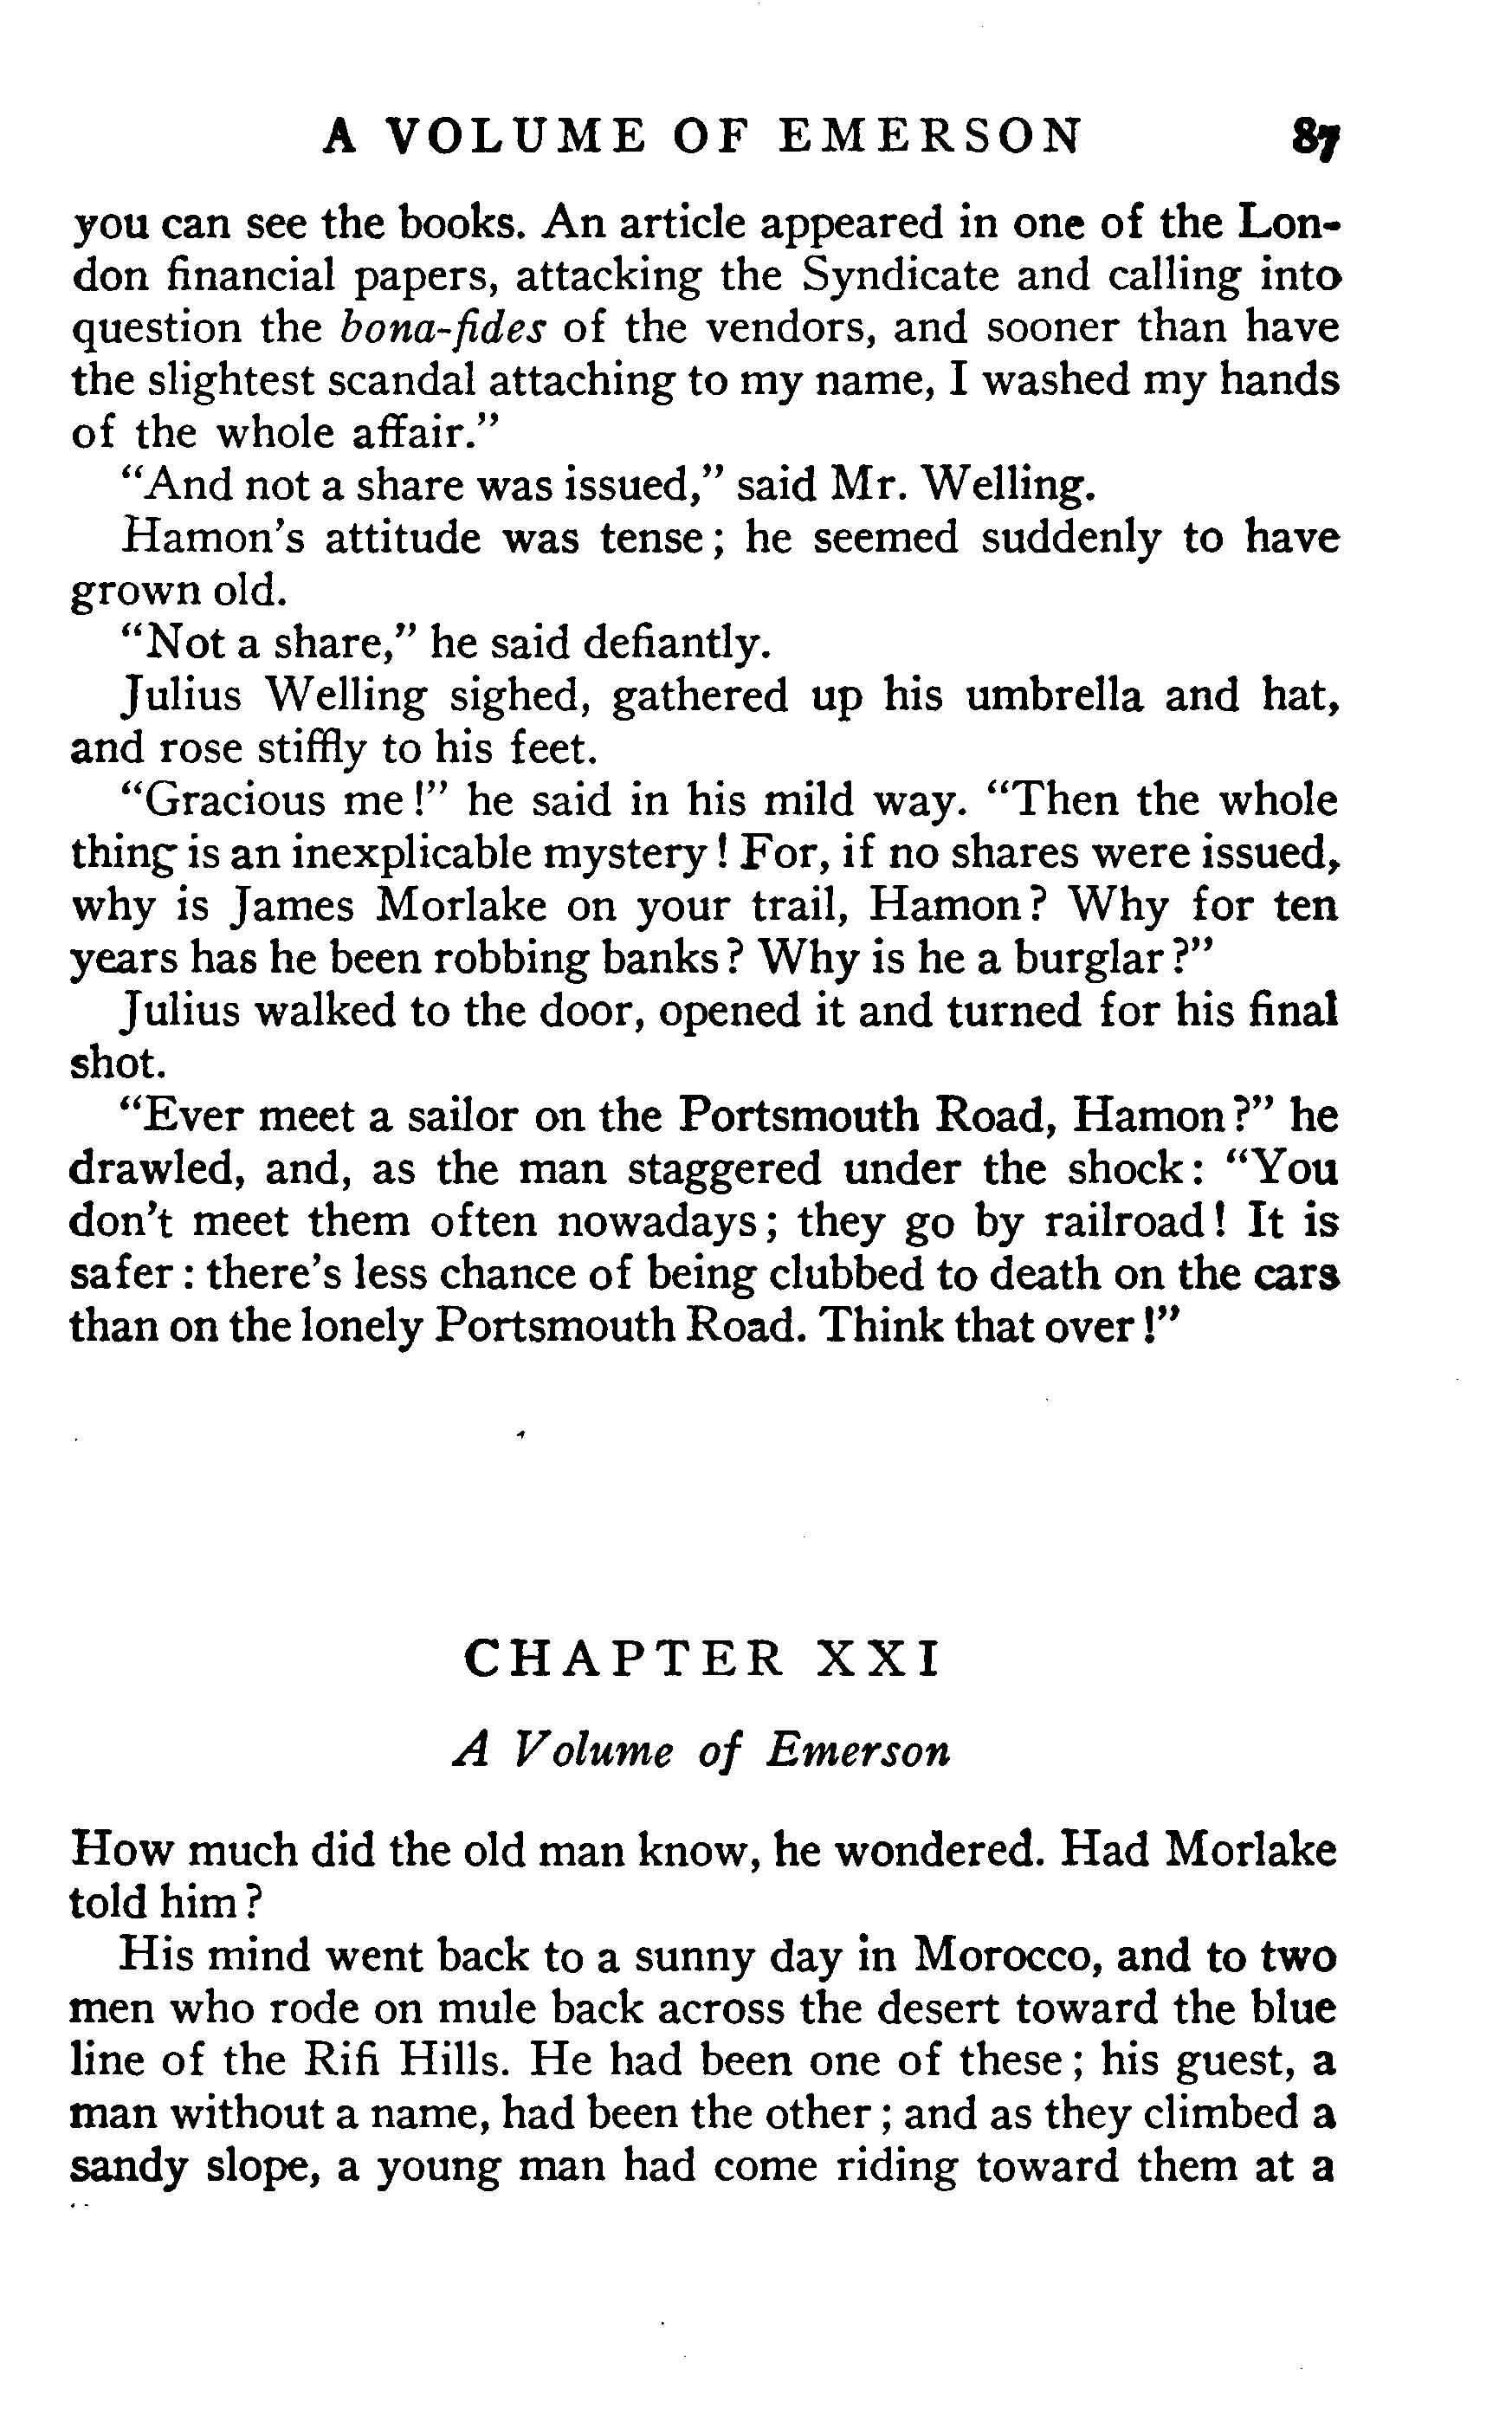 A VOLUME OF EMERSON 87
you can see the books. An article appeared in one of the Lon-
don financial papers, attacking the Syndicate and calling into
question the bona-fides of the vendors, and sooner than have
the slightest scandal attaching to my name, I washed my hands
of the whole affair."
"And not a share was issued," said Mr. Welling.
Hamon's attitude was tense; he seemed suddenly to have
grown old.
"Not a share," he said defiantly.
Julius Welling sighed, gathered up his umbrella and hat,
and rose stiffly to his feet.
"Gracious me!" he said in his mild way. "Then the whole
thing is an inexplicable mystery! For, if no shares were issued,
why is James Morlake on your trail, Hamon? Why for ten
years has he been robbing banks? Why is he a burglar?"
Julius walked to the door, opened it and turned for his final
shot.
"Ever meet a sailor on the Portsmouth Road, Hamon?" he
drawled, and, as the man staggered under the shock: "You
don't meet them often nowadays; they go by railroad! It is
safer: there's less chance of being clubbed to death on the cars
than on the lonely Portsmouth Road. Think that over!"
CHAPTER XXI
A Volume of Emerson
How much did the old man know, he wondered. Had Morlake
told him?
His mind went back to a sunny day in Morocco, and to two
men who rode on mule back across the desert toward the blue
line of the Rifi Hills. He had been one of these; his guest, a
man without a name, had been the other; and as they climbed a
sandy slope, a young man had come riding toward them at a